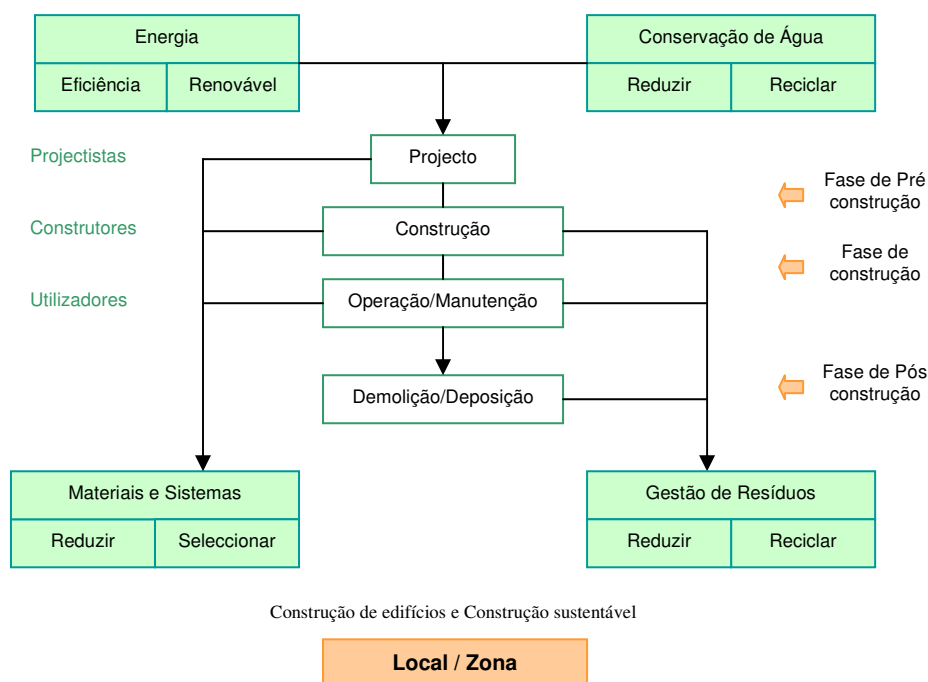 Energia
Conservação de Água
Eficiência
Renovável
Reduzir
Reciclar
Projectistas
Projecto
Fase de Pré
construção
Construtores
Construção
Fase de
construção
Utilizadores
Operação/Manutenção
Fase de Pós
construção
Demolição/Deposição
Materiais e Sistemas
Gestão de Resíduos
Reduzir
Seleccionar
Reduzir
Reciclar
Construção de edifícios e Construção sustentável
Local / Zona